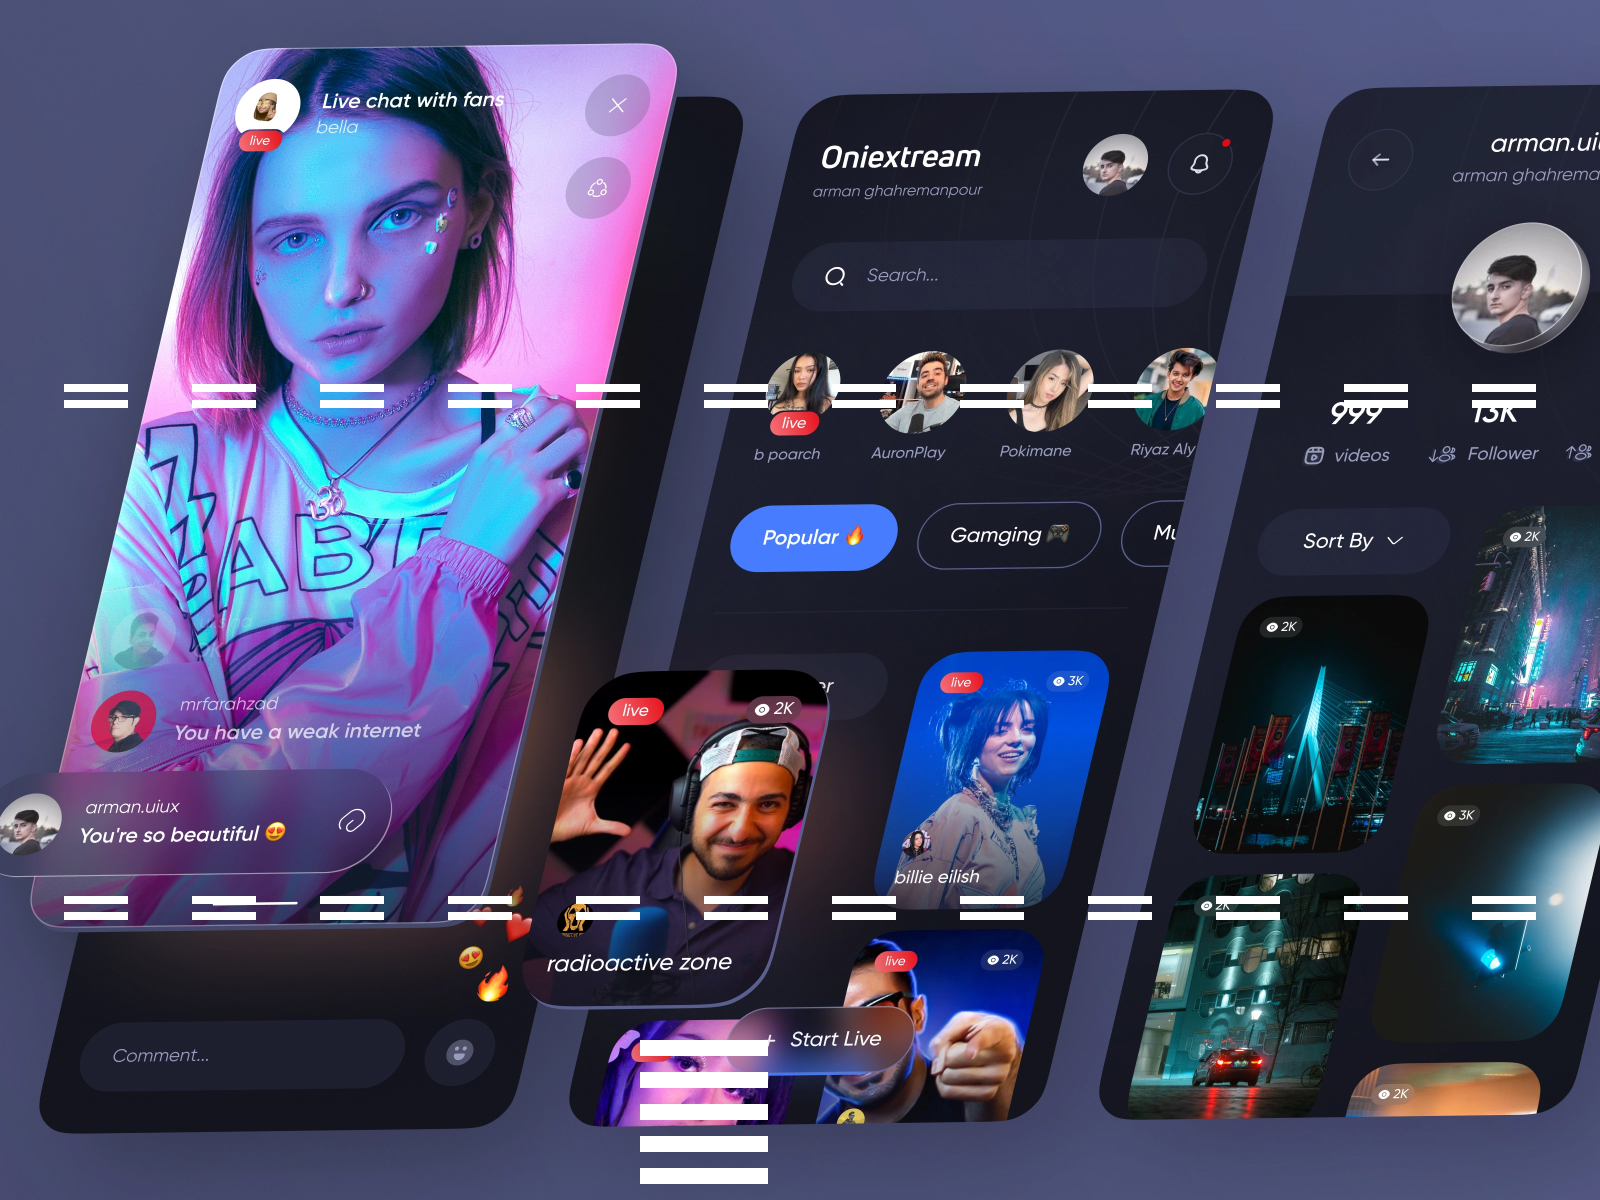 Live chat with fans
bella
live
mrfarahzad
You have a weak internet
arman.uiux
You're so beautiful 😍
Comment...
Oniextream
arman ghahremanpour
Search...
live
b poarch
AuronPlay
Pokimane
Riyaz Aly
Popular 🔥
Gamging 🎮
live
2K
radioactive zone
live
3K
billie eilish
live
2K
Start Live
arman.ui
arman ghahrema
999
13K
videos
Follower
Sort By
2K
2K
3K
2K
2K